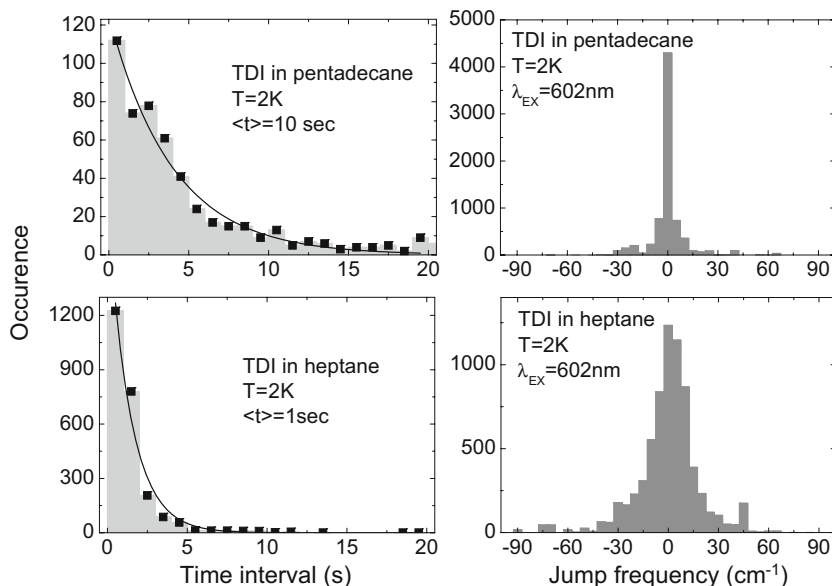 120
100
80
60
40
20
0
0 5 10 15 20
TDI in pentadecane
T=2K
<t>=10 sec
5000
4000
3000
2000
1000
0
-90 -60 -30 0 30 60 90
TDI in pentadecane
T=2K
λEX=602nm
Occurence
1200
900
600
300
0
0 5 10 15 20
TDI in heptane
T=2K
<t>=1sec
Time interval (s)
1000
500
0
-90 -60 -30 0 30 60 90
TDI in heptane
T=2K
λEX=602nm
Jump frequency (cm-1)